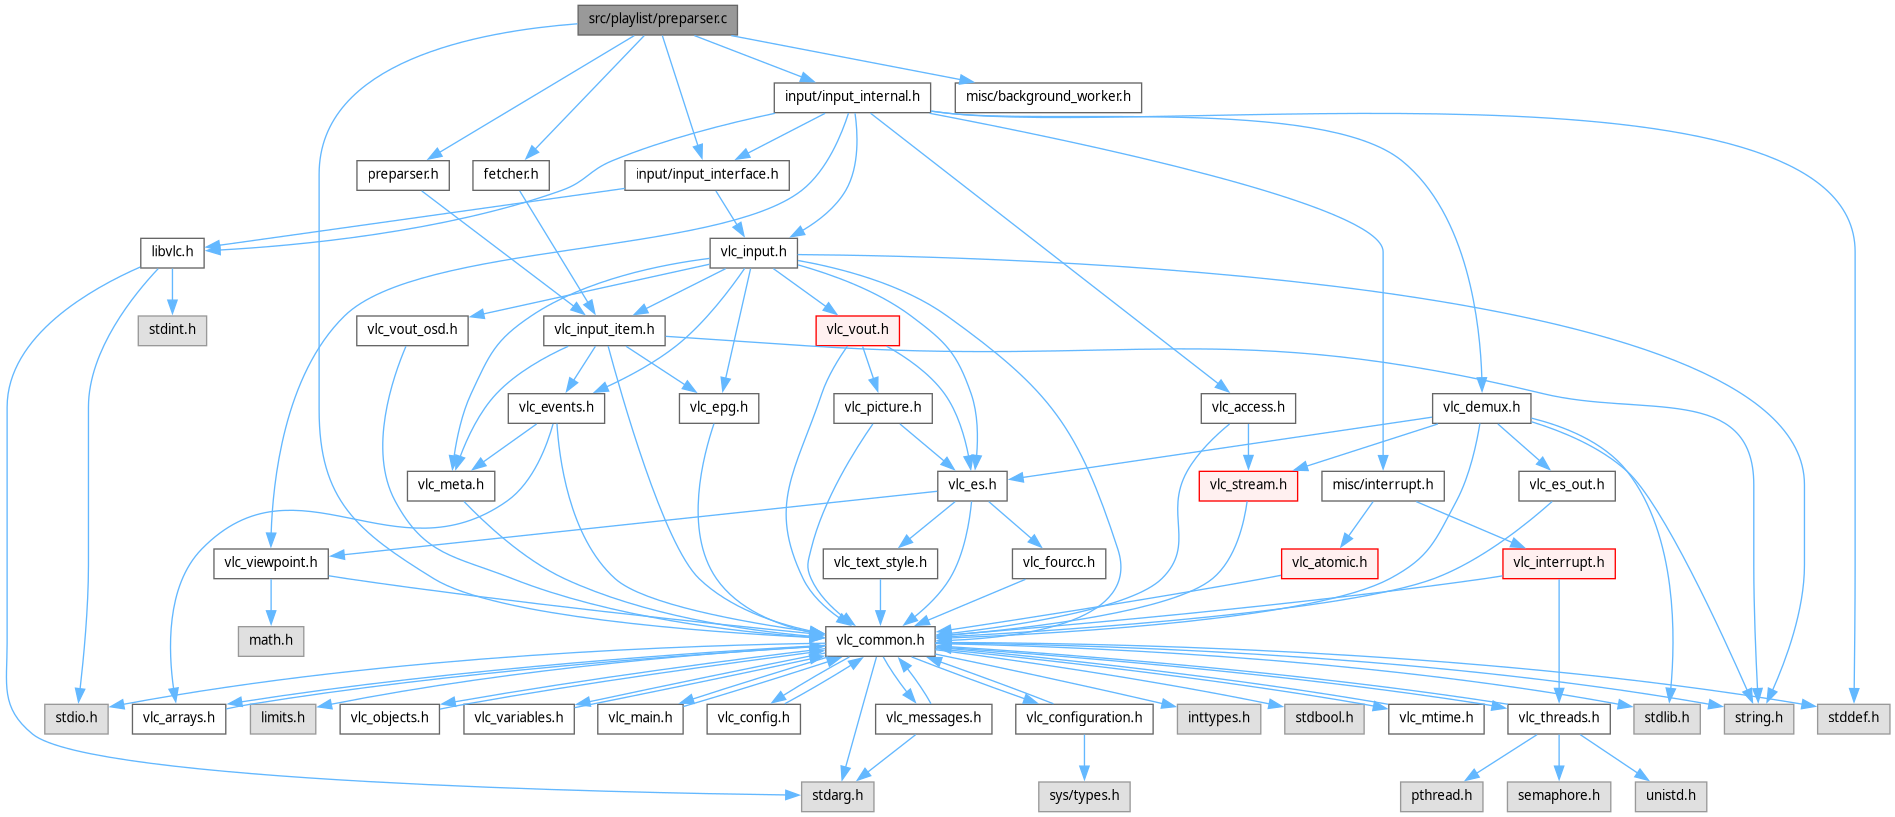 src/playlist/preparser.c
input/input_internal.h
misc/background_worker.h
preparser.h
fetcher.h
input/input_interface.h
libvlc.h
vlc_input.h
stdint.h
vlc_vout_osd.h
vlc_input_item.h
vlc_vout.h
vlc_events.h
vlc_epg.h
vlc_picture.h
vlc_access.h
vlc_demux.h
vlc_meta.h
vlc_es.h
vlc_stream.h
misc/interrupt.h
vlc_es_out.h
vlc_viewpoint.h
vlc_text_style.h
vlc_fourcc.h
vlc_atomic.h
vlc_interrupt.h
math.h
vlc_common.h
stdio.h
vlc_arrays.h
limits.h
vlc_objects.h
vlc_variables.h
vlc_main.h
vlc_config.h
vlc_messages.h
vlc_configuration.h
inttypes.h
stdbool.h
vlc_mtime.h
vlc_threads.h
stdlib.h
string.h
stddef.h
stdarg.h
sys/types.h
pthread.h
semaphore.h
unistd.h